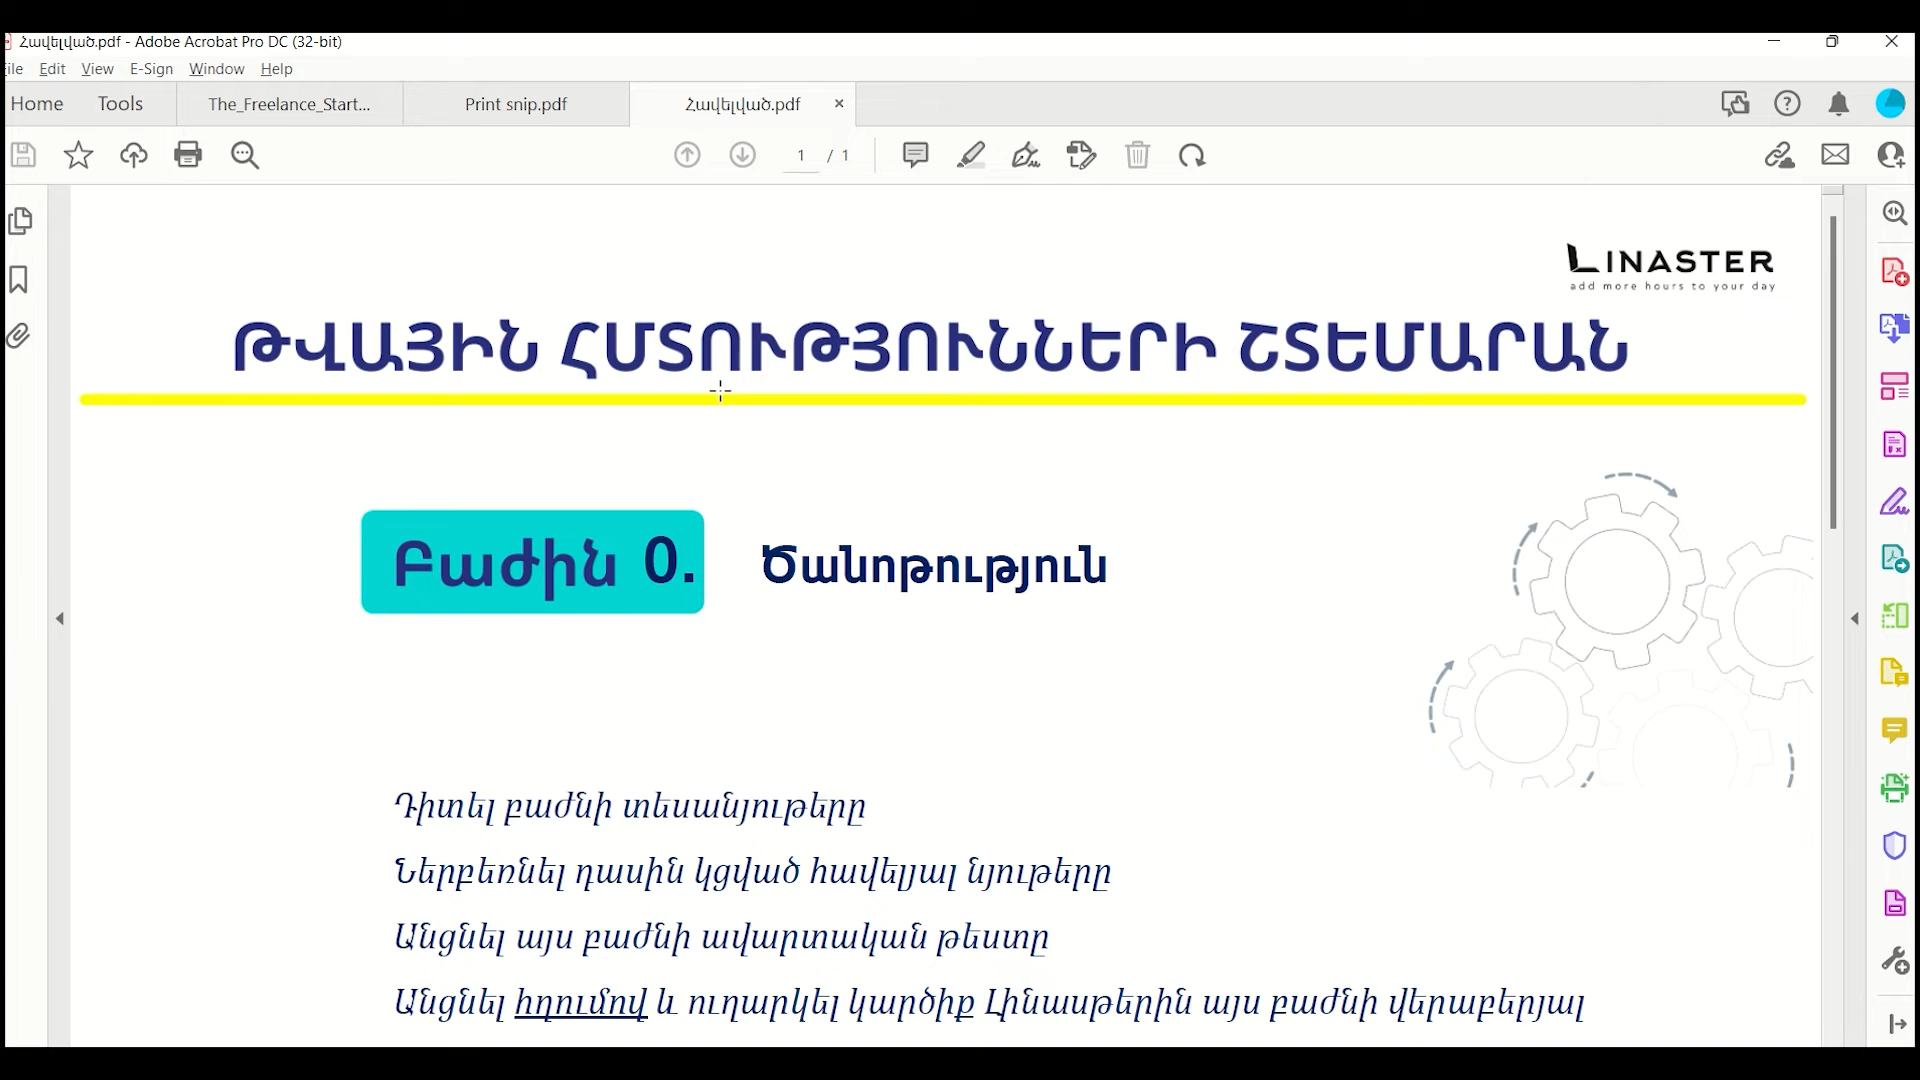 Հավելված.pdf - Adobe Acrobat Pro DC (32-bit)
ile Edit View E-Sign Window Help
Home Tools The_Freelance_Start... Print snip.pdf Հավելված.pdf
1 / 1
LINASTER
add more hours to your day
ԹՎԱՅԻՆ ՀՄՏՈՒԹՅՈՒՆՆԵՐԻ ՇՏԵՄԱՐԱՆ
Բաժին 0. Ծանոթություն
Դիտել բաժնի տեսանյութերը
Ներբեռնել դասին կցված հավելյալ նյութերը
Անցնել այս բաժնի ավարտական թեստը
Անցնել հղումով և ուղարկել կարծիք Լինասթերին այս բաժնի վերաբերյալ